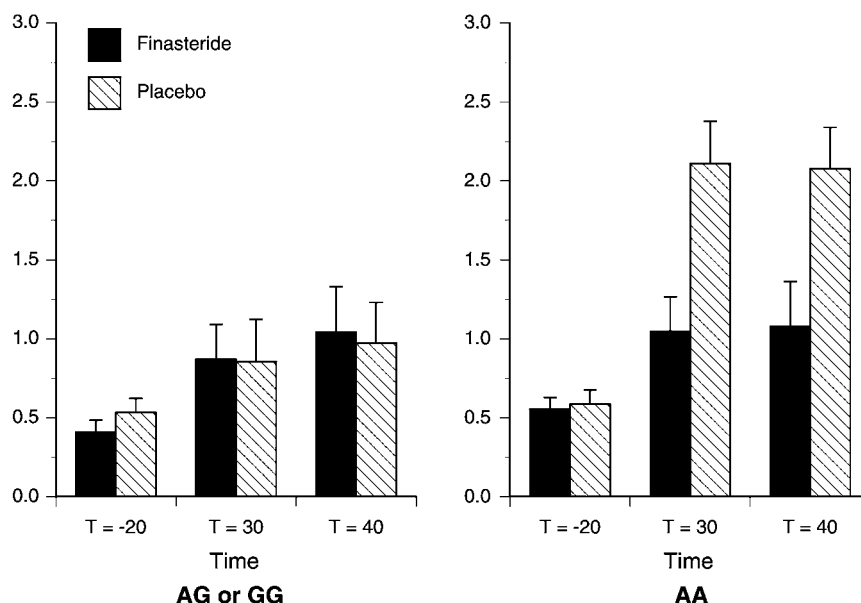 3.0
2.5
2.0
1.5
1.0
0.5
0.0
Finasteride
Placebo
T = -20 T = 30 T = 40
Time
AG or GG
3.0
2.5
2.0
1.5
1.0
0.5
0.0
T = -20 T = 30 T = 40
Time
AA